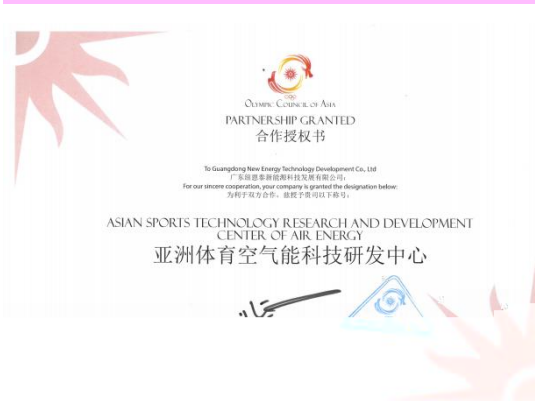 OLYMPIC COUNCIL OF ASIA
PARTNERSHIP GRANTED
合作授权书
To Guangdong New Energy Technology Development Co., Ltd
广东纽恩泰新能源科技发展有限公司:
For our sincere cooperation, your company is granted the designation below:
为利于双方合作,兹授予贵司以下称号:
ASIAN SPORTS TECHNOLOGY RESEARCH AND DEVELOPMENT
CENTER OF AIR ENERGY
亚洲体育空气能科技研发中心